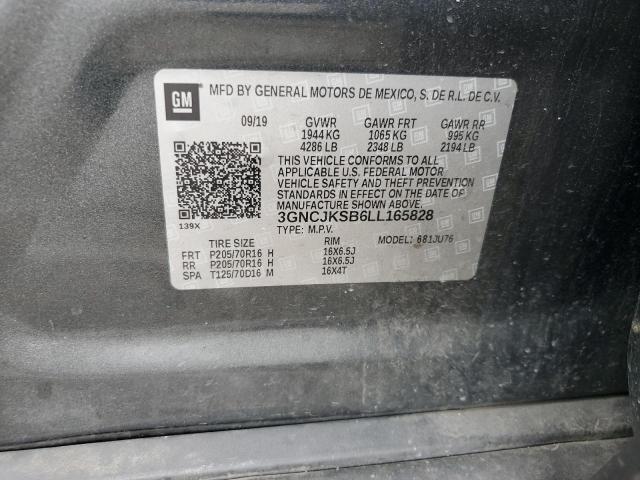 GM
MFD BY GENERAL MOTORS DE MEXICO, S. DE R.L. DE C.V.
09/19 GVWR GAWR FRT GAWR RR
1944 KG 1065 KG 995 KG
4286 LB 2348 LB 2194 LB
THIS VEHICLE CONFORMS TO ALL
APPLICABLE U.S. FEDERAL MOTOR
VEHICLE SAFETY AND THEFT PREVENTION
STANDARDS IN EFFECT ON THE DATE OF
MANUFACTURE SHOWN ABOVE.
139X
3GNCJKSB6LL165828
TYPE: M.P.V. MODEL: 681JU76
TIRE SIZE RIM
FRT P205/70R16 H 16X6.5J
RR P205/70R16 H 16X6.5J
SPA T125/70D16 M 16X4T